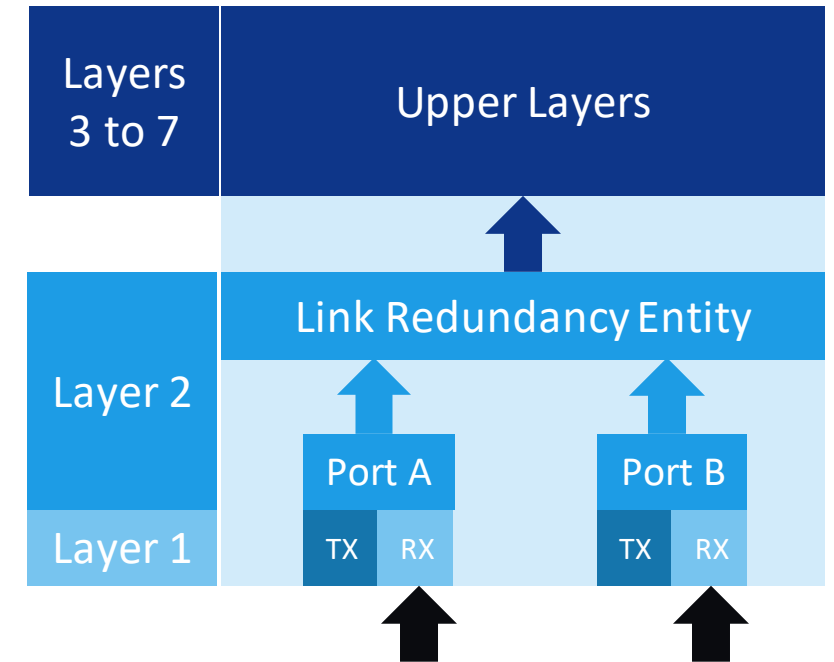 Layers
3 to 7
Upper Layers
Link Redundancy Entity
Layer 2
Port A
Port B
Layer 1
TX
RX
TX
RX